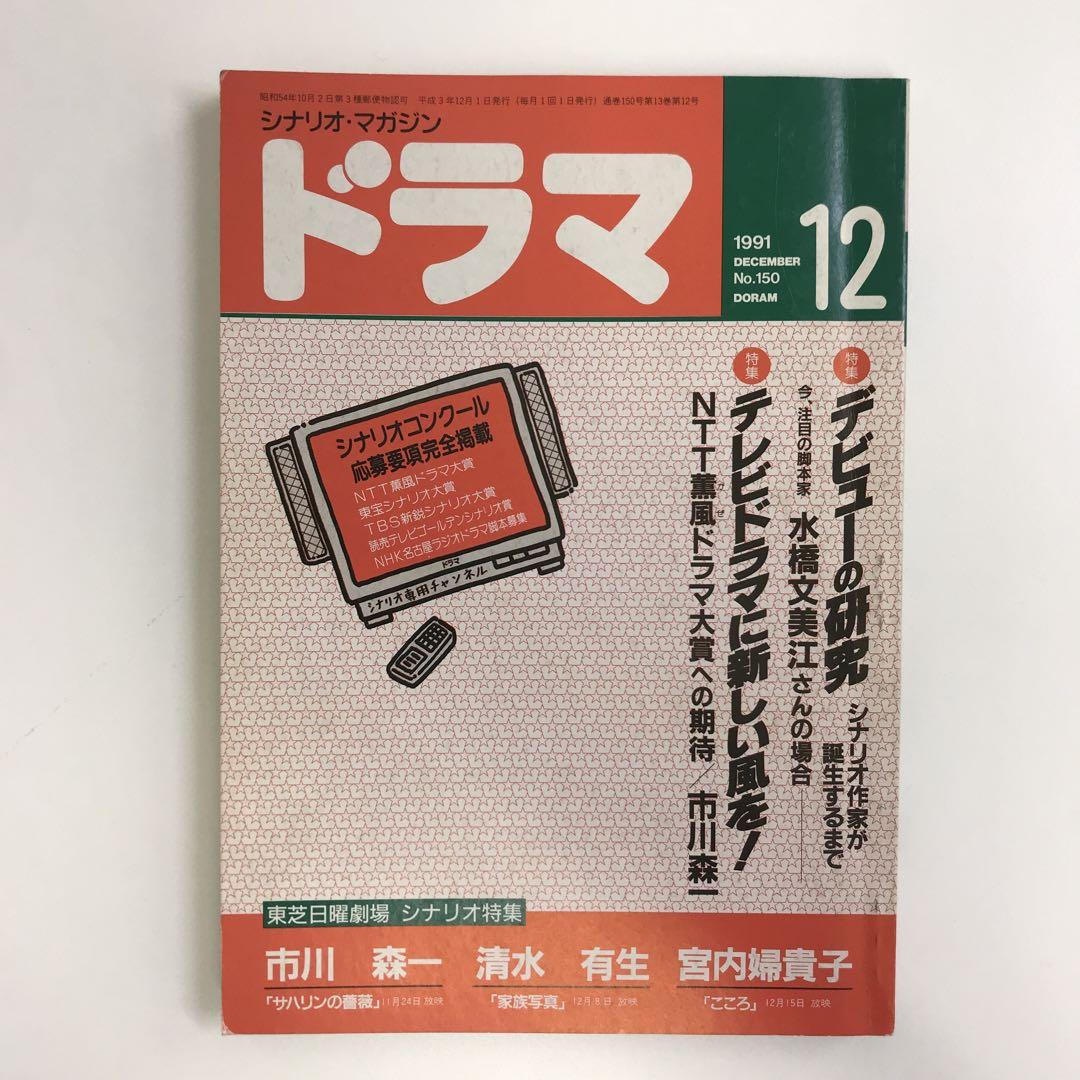 昭和54年10月2日第3種郵便物認可 平成3年12月1日発行(毎月1回1日発行)通巻150号第13巻第12号
シナリオ・マガジン
ドラマ
1991
DECEMBER
No.150
DORAM
12
特集
デビューの研究
シナリオ作家が
誕生するまで
今、注目の脚本家 水橋文美江さんの場合
特集
テレビドラマに新しい風を!
NTT薫風ドラマ大賞への期待/市川森一
かぜ
シナリオコンクール
応募要項完全掲載
NTT薫風ドラマ大賞
東宝シナリオ大賞
TBS新鋭シナリオ大賞
読売テレビゴールデンシナリオ賞
NHK名古屋ラジオドラマ脚本募集
ドラマ
シナリオ専用チャンネル
東芝日曜劇場 シナリオ特集
市川 森一 清水 有生 宮内婦貴子
「サハリンの薔薇」11月24日放映 「家族写真」12月8日 放映 「こころ」12月15日 放映